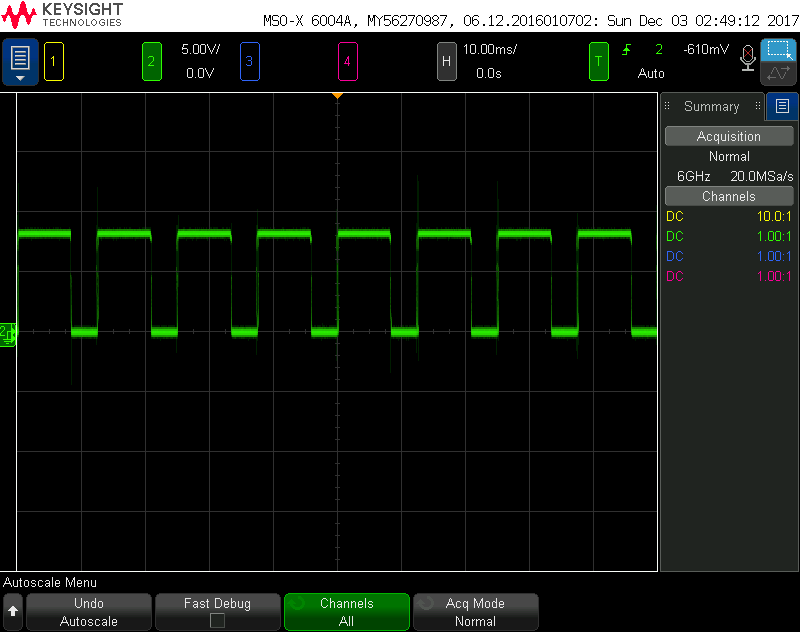 KEYSIGHT
TECHNOLOGIES
MSO-X 6004A, MY56270987, 06.12.2016010702: Sun Dec 03 02:49:12 2017
1
2
5.00V/
0.0V
3
4
H
10.00ms/
0.0s
T
2
-610mV
Auto
Summary
Acquisition
Normal
6GHz 20.0MSa/s
Channels
DC 10.0:1
DC 1.00:1
DC 1.00:1
DC 1.00:1
2
Autoscale Menu
Undo
Autoscale
Fast Debug
Channels
All
Acq Mode
Normal